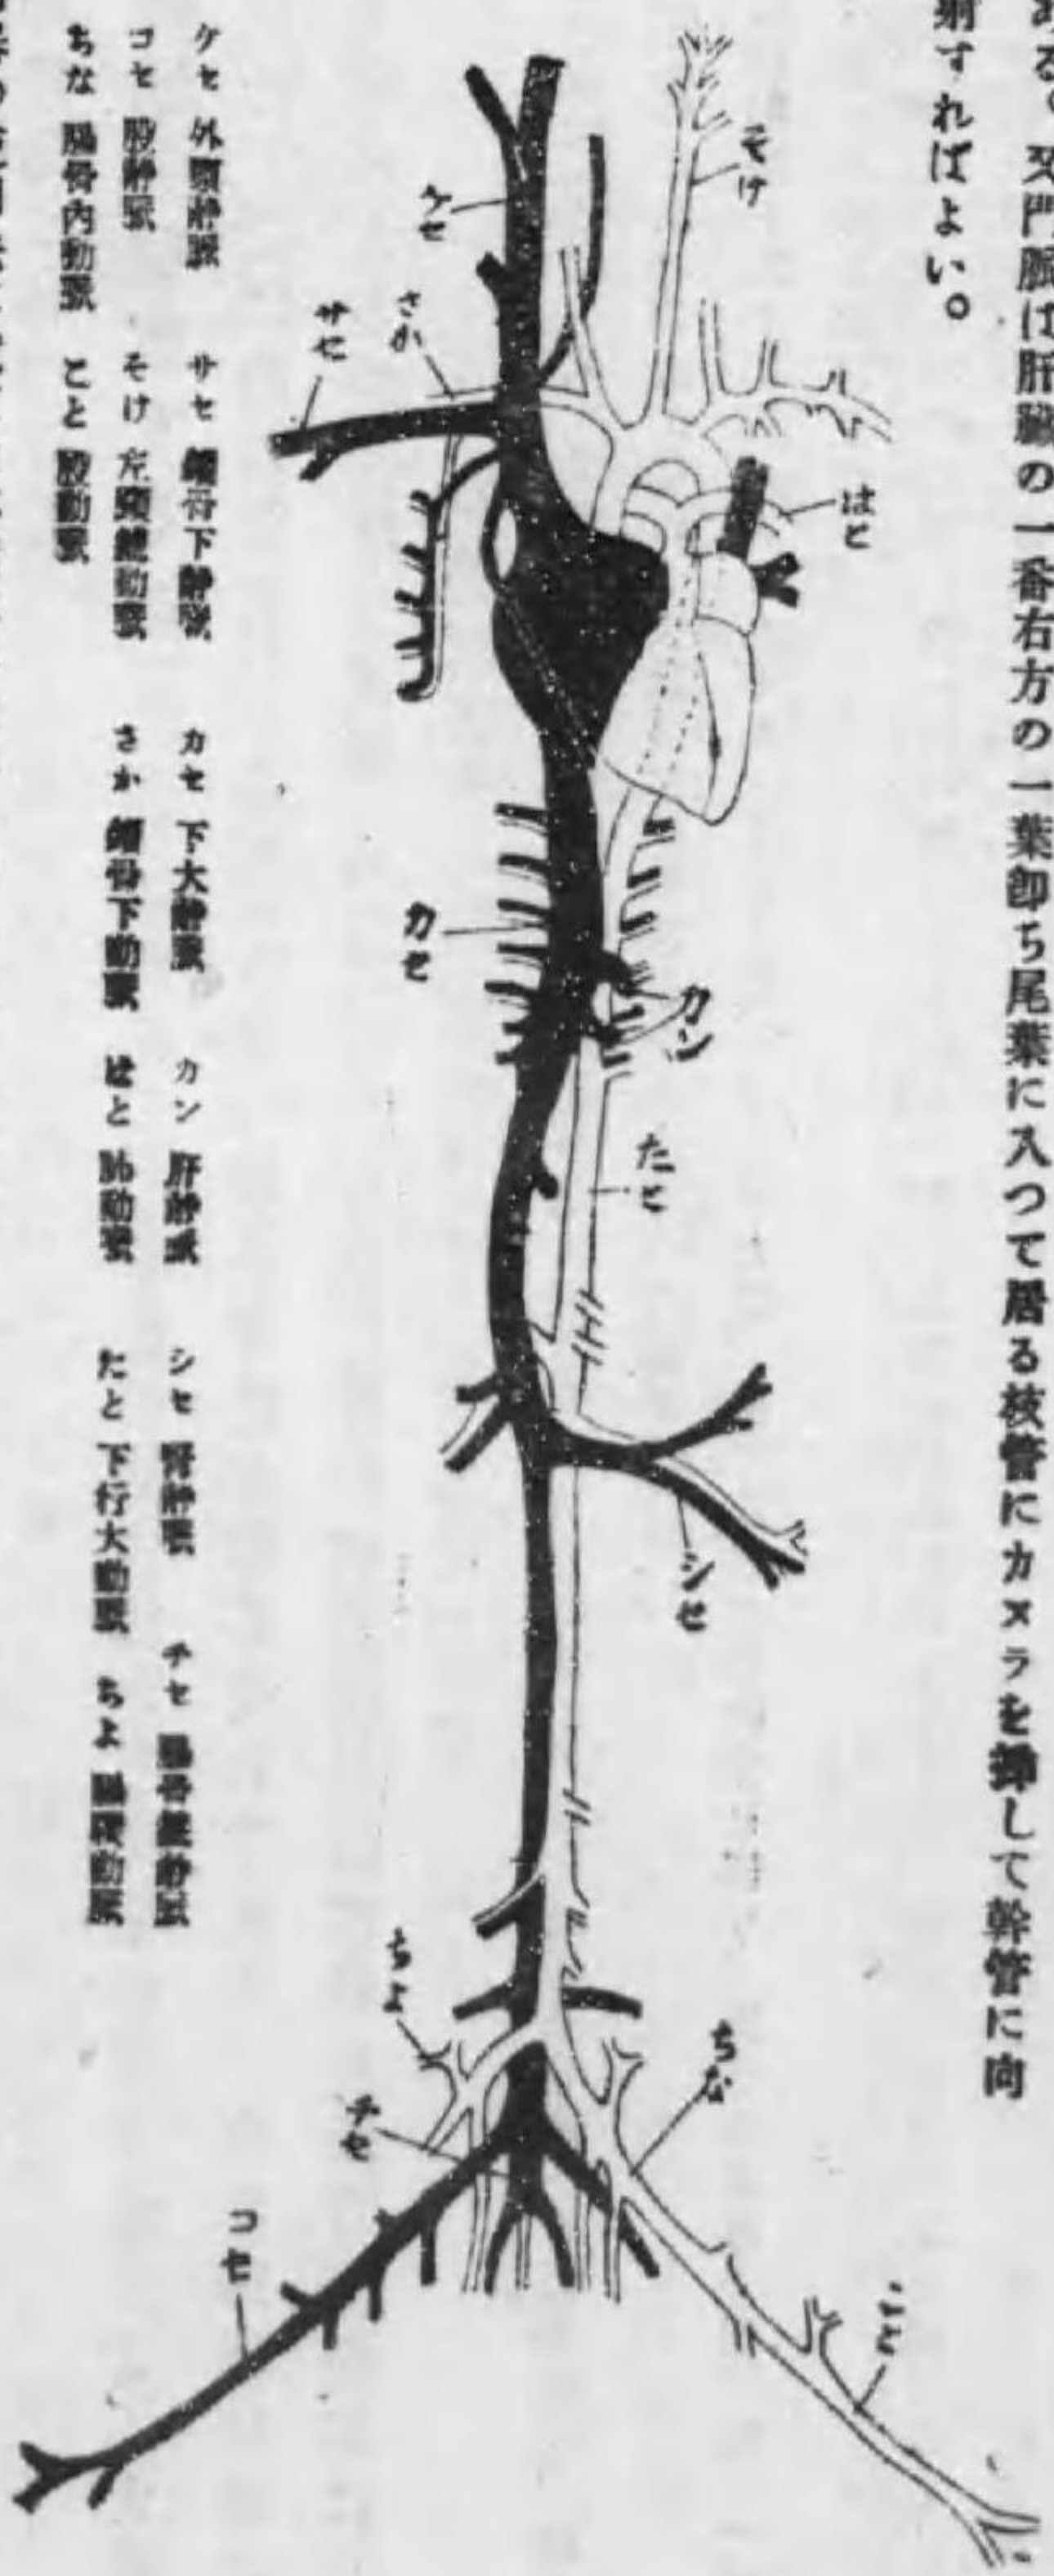 ある、又門脈は肝臓の一番右方の一葉卽ち尾葉に入つて居る枝管にカメラを揷して幹管に向
射すればよい。
そけ
ケセ
さか
サセ
はと
カセ
カン
たと
シセ
ちよ
ちな
チセ
コセ
こと
ケセ 外頸靜脈 サセ 鎖骨下靜脈 カセ 下大靜脈 カン 肝靜脈 シセ 腎靜脈 チセ 腸骨總靜脈
コセ 股靜脈 そけ 左頸總動脈 さか 鎖骨下動脈 はと 肺動脈 たと 下行大動脈 ちよ 腸腰動脈
ちな 腸骨內動脈 こと 股動脈